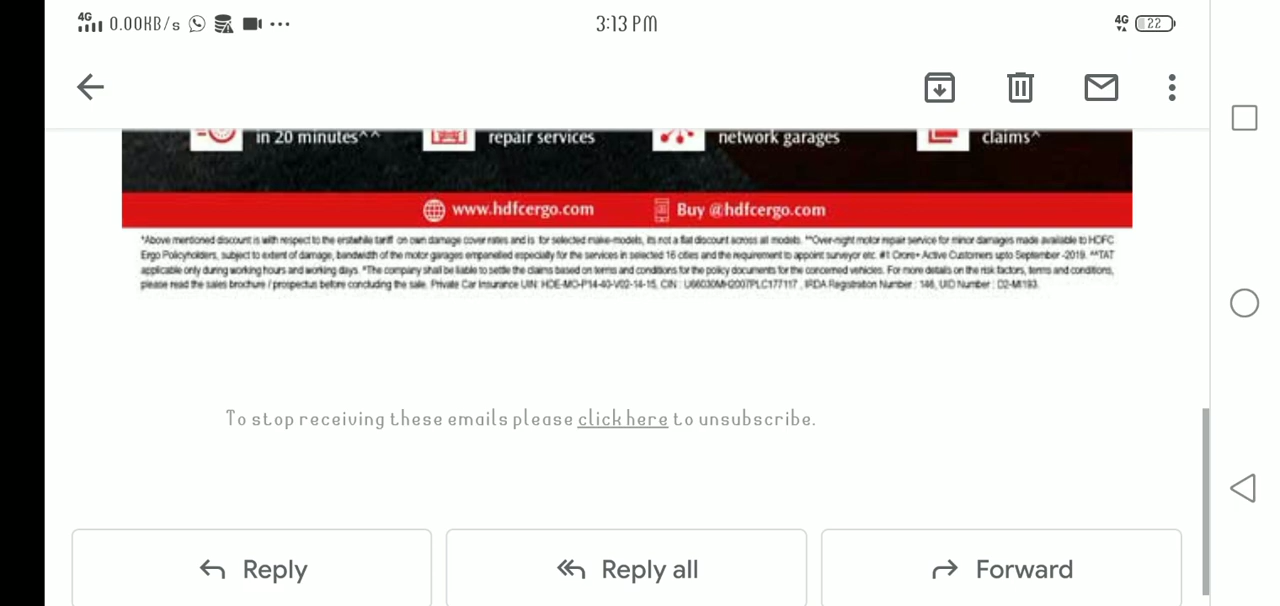 4G 0.00KB/s ... 3:13 PM 4G 22
in 20 minutes^^ repair services network garages claims^
www.hdfcergo.com Buy @hdfcergo.com
*Above mentioned discount is with respect to the erstwhile tariff on own damage cover rates and is for selected make-models, its not a flat discount across all models. **Over-night motor repair service for minor damages made available to HDFC
Ergo Policyholders, subject to extent of damage, bandwidth of the motor garages empanelled especially for the services in selected 16 cities and the requirement to appoint surveyor etc. #1 Crore+ Active Customers upto September -2019. ^^TAT
applicable only during working hours and working days. ^The company shall be liable to settle the claims based on terms and conditions for the policy documents for the concerned vehicles. For more details on the risk factors, terms and conditions,
please read the sales brochure / prospectus before concluding the sale. Private Car Insurance UIN: HDE-MO-P14-40-V02-14-15, CIN : U66030MH2007PLC177117 , IRDA Registration Number : 146, UID Number :
To stop receiving these emails please click here to unsubscribe.
Reply Reply all Forward